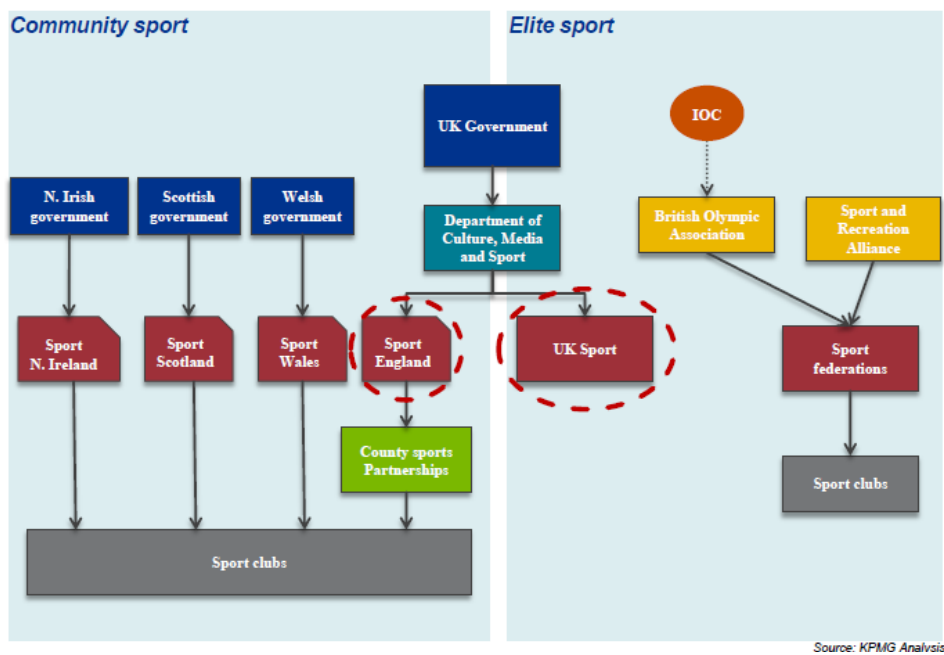 Community sport
Elite sport
UK Government
IOC
N. Irish
government
Scottish
government
Welsh
government
Department of
Culture, Media
and Sport
British Olympic
Association
Sport and
Recreation
Alliance
Sport
N. Ireland
Sport
Scotland
Sport
Wales
Sport
England
UK Sport
Sport
federations
County sports
Partnerships
Sport clubs
Sport clubs
Source: KPMG Analysis